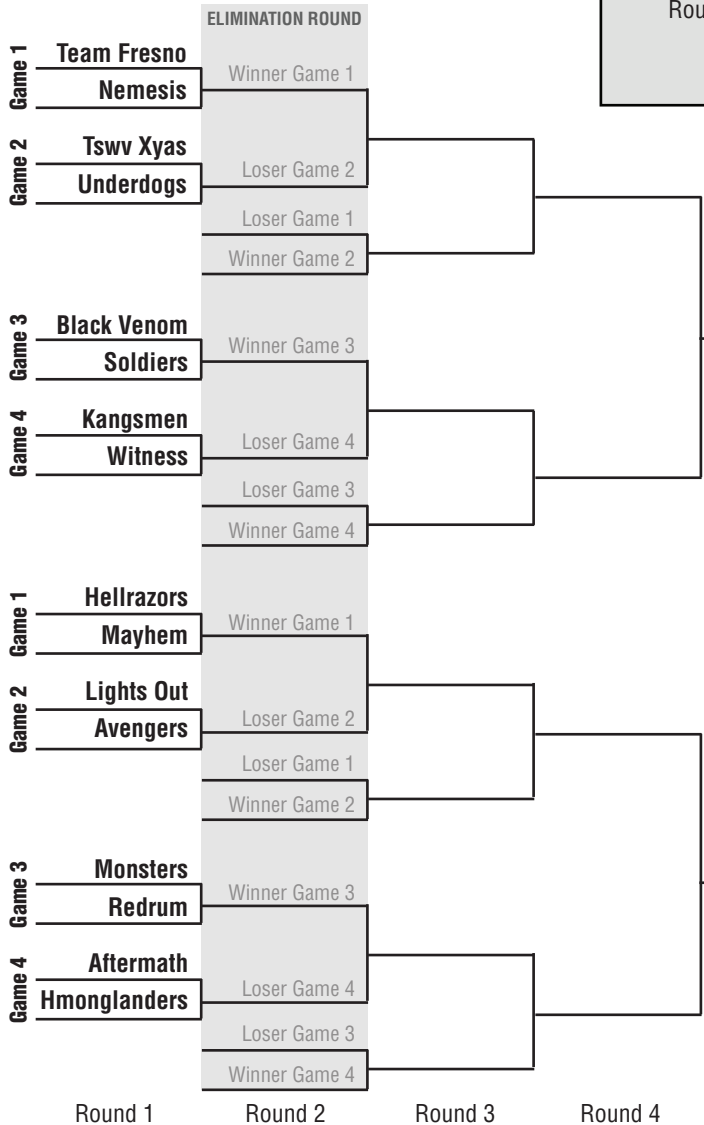 ELIMINATION ROUND
Game 1
Team Fresno
Nemesis
Winner Game 1
Game 2
Tswv Xyas
Underdogs
Loser Game 2
Loser Game 1
Winner Game 2
Game 3
Black Venom
Soldiers
Winner Game 3
Game 4
Kangsmen
Witness
Loser Game 4
Loser Game 3
Winner Game 4
Game 1
Hellrazors
Mayhem
Winner Game 1
Game 2
Lights Out
Avengers
Loser Game 2
Loser Game 1
Winner Game 2
Game 3
Monsters
Redrum
Winner Game 3
Game 4
Aftermath
Hmonglanders
Loser Game 4
Loser Game 3
Winner Game 4
Round 1
Round 2
Round 3
Round 4